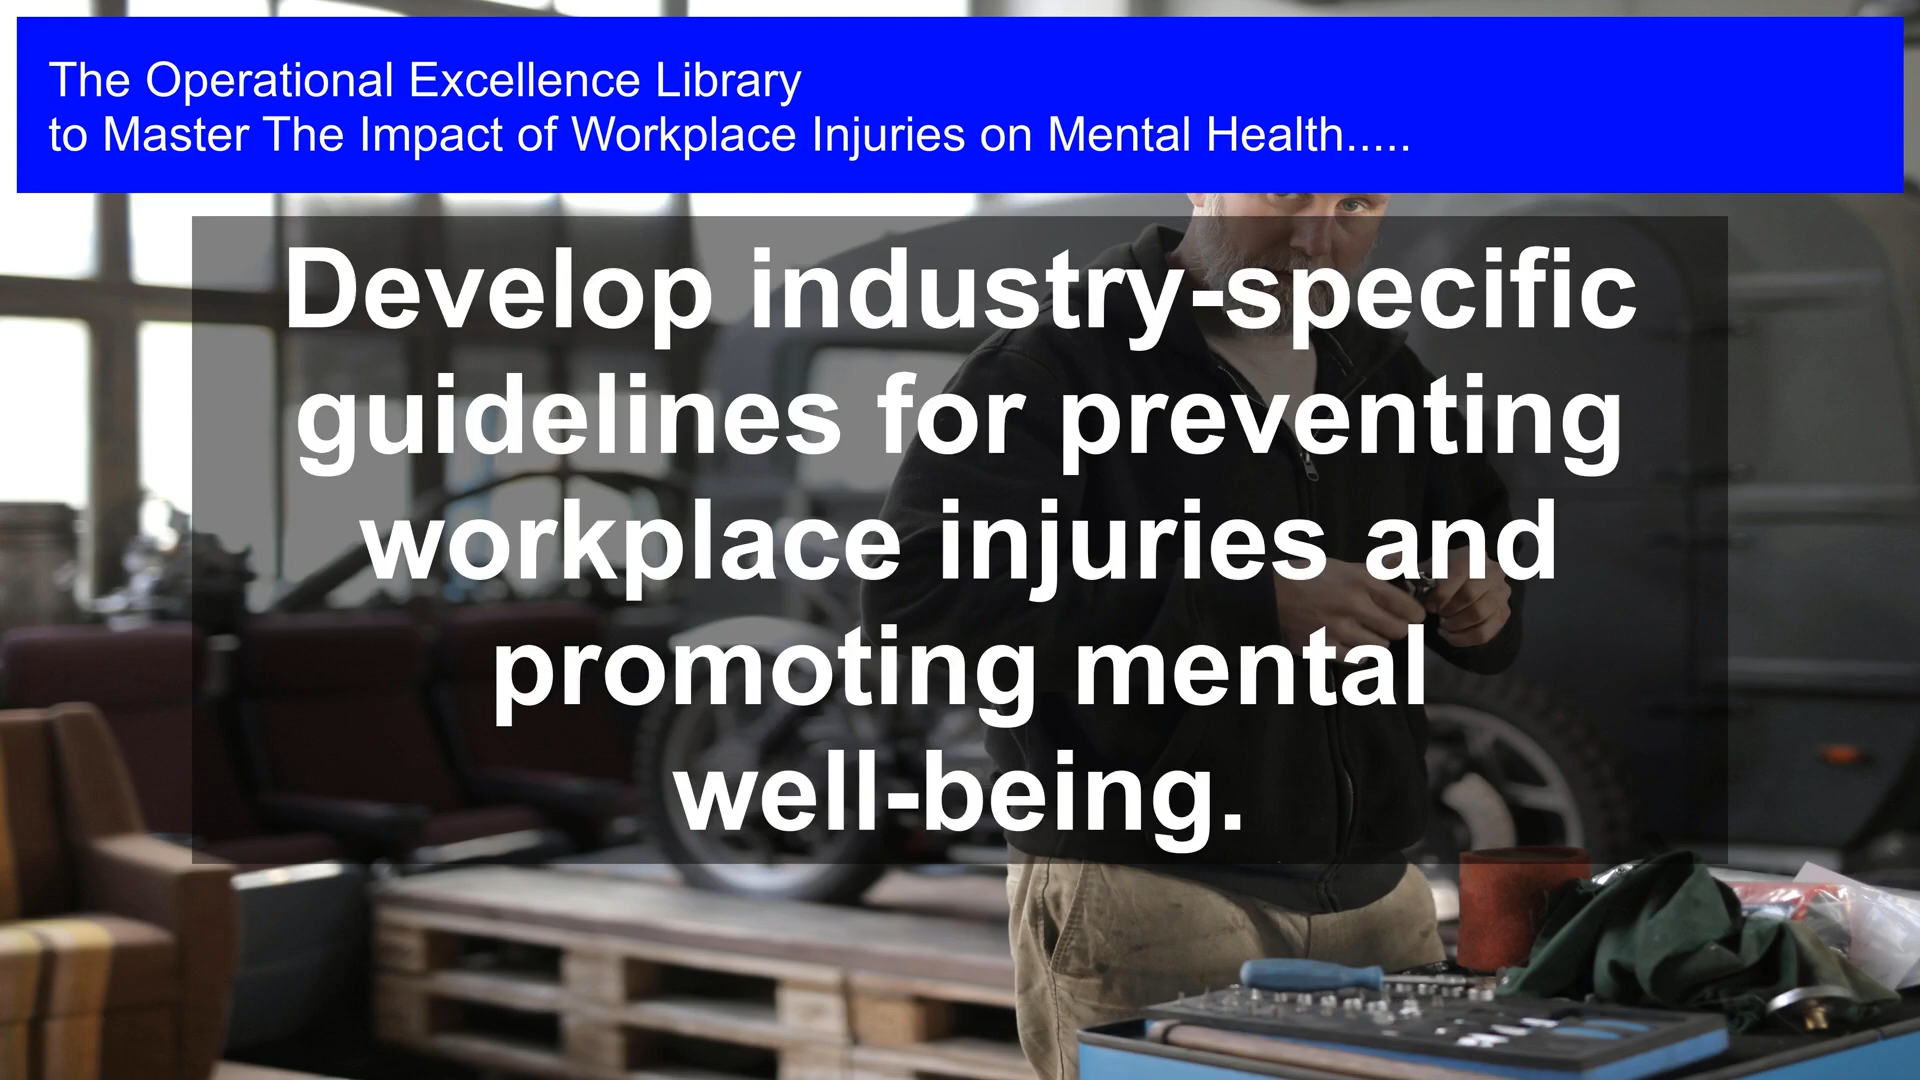 The Operational Excellence Library
to Master The Impact of Workplace Injuries on Mental Health.....
Develop industry-specific
guidelines for preventing
workplace injuries and
promoting mental
well-being.